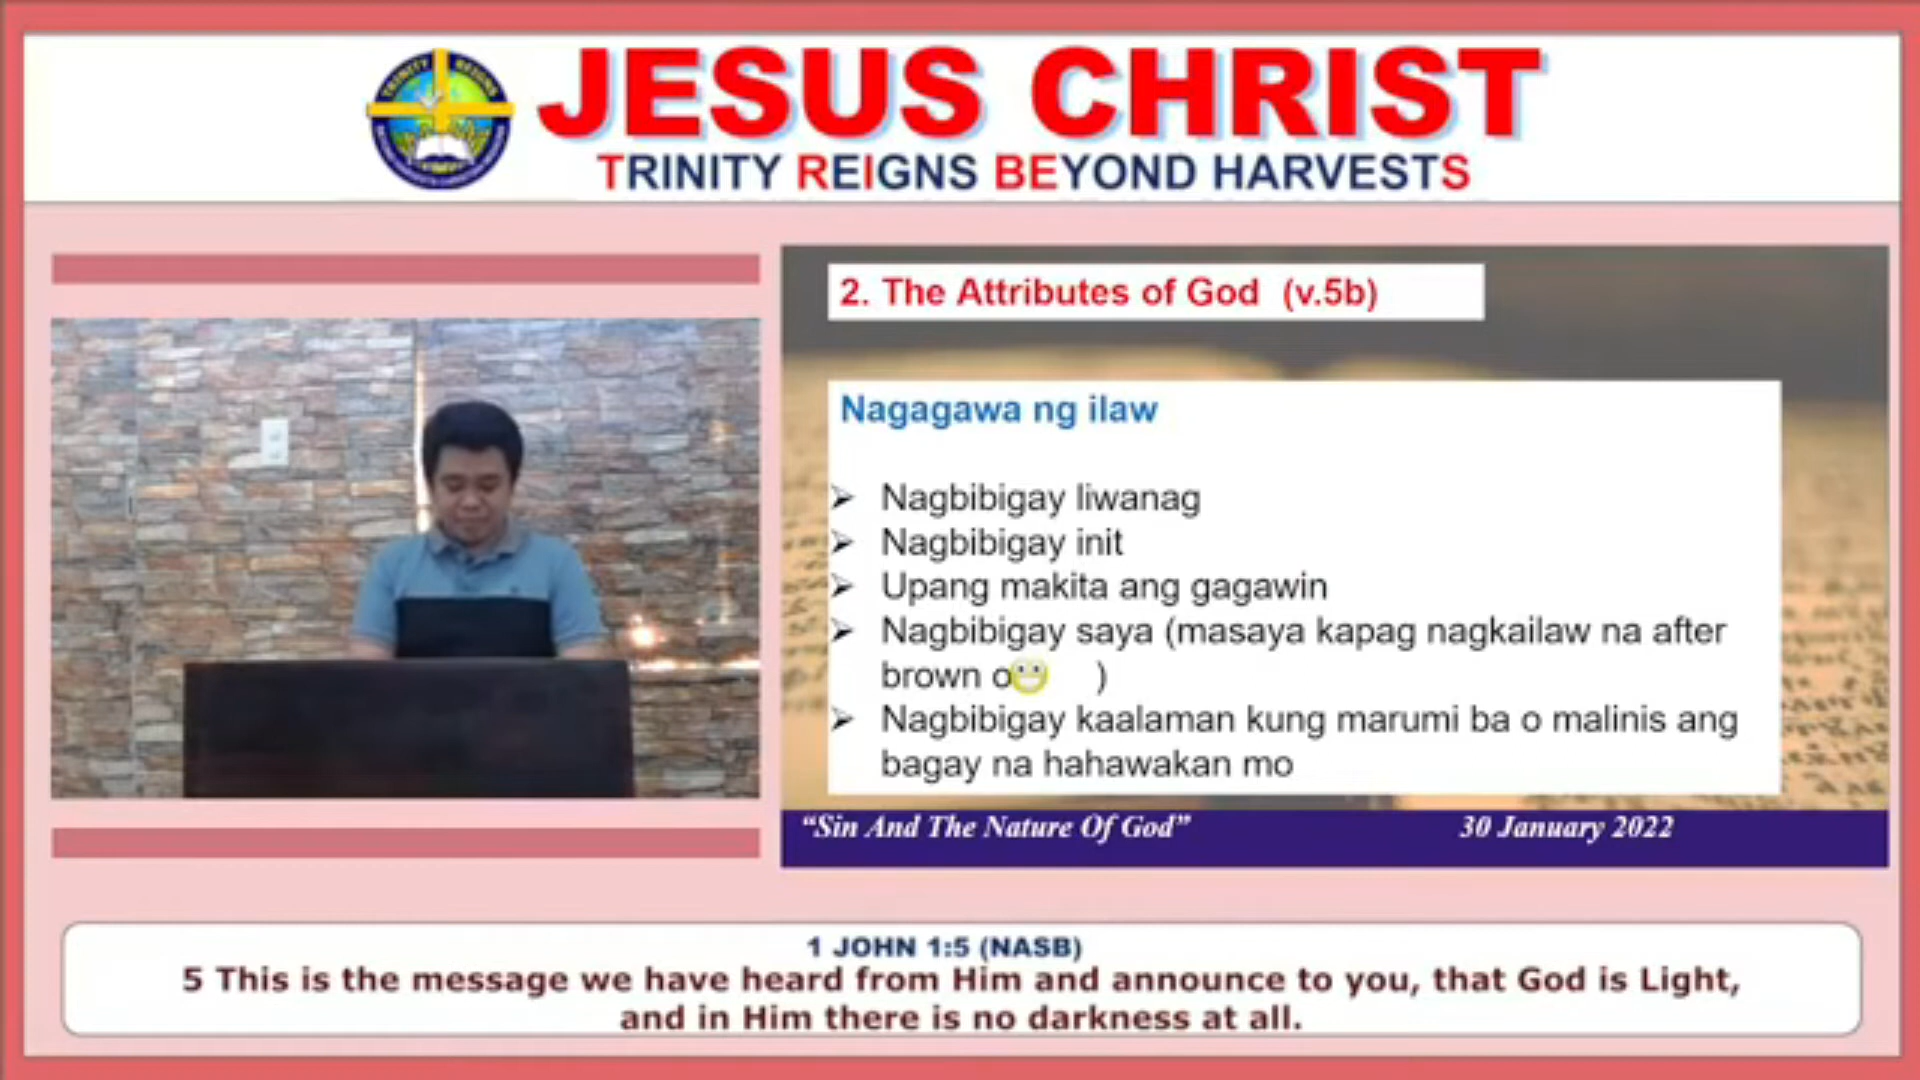 TRINITY REIGNS
JESUS CHRIST
TRINITY REIGNS BEYOND HARVESTS
2. The Attributes of God (v.5b)
Nagagawa ng ilaw
➢ Nagbibigay liwanag
➢ Nagbibigay init
➢ Upang makita ang gagawin
➢ Nagbibigay saya (masaya kapag nagkailaw na after
brown o )
➢ Nagbibigay kaalaman kung marumi ba o malinis ang
bagay na hahawakan mo
“Sin And The Nature Of God” 30 January 2022
1 JOHN 1:5 (NASB)
5 This is the message we have heard from Him and announce to you, that God is Light,
and in Him there is no darkness at all.